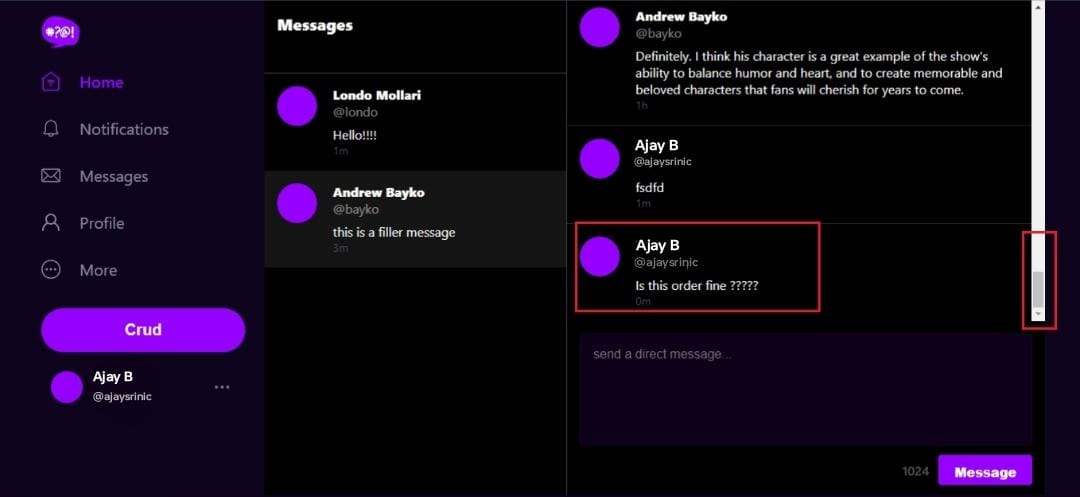 #?@!
Home
Notifications
Messages
Profile
More
Crud
Ajay B
@ajaysrinic
Messages
Londo Mollari
@londo
Hello!!!!
1m
Andrew Bayko
@bayko
this is a filler message
3m
Andrew Bayko
@bayko
Definitely. I think his character is a great example of the show's
ability to balance humor and heart, and to create memorable and
beloved characters that fans will cherish for years to come.
1h
Ajay B
@ajaysrinic
fsdfd
1m
Ajay B
@ajaysrinic
Is this order fine ?????
0m
send a direct message...
1024
Message